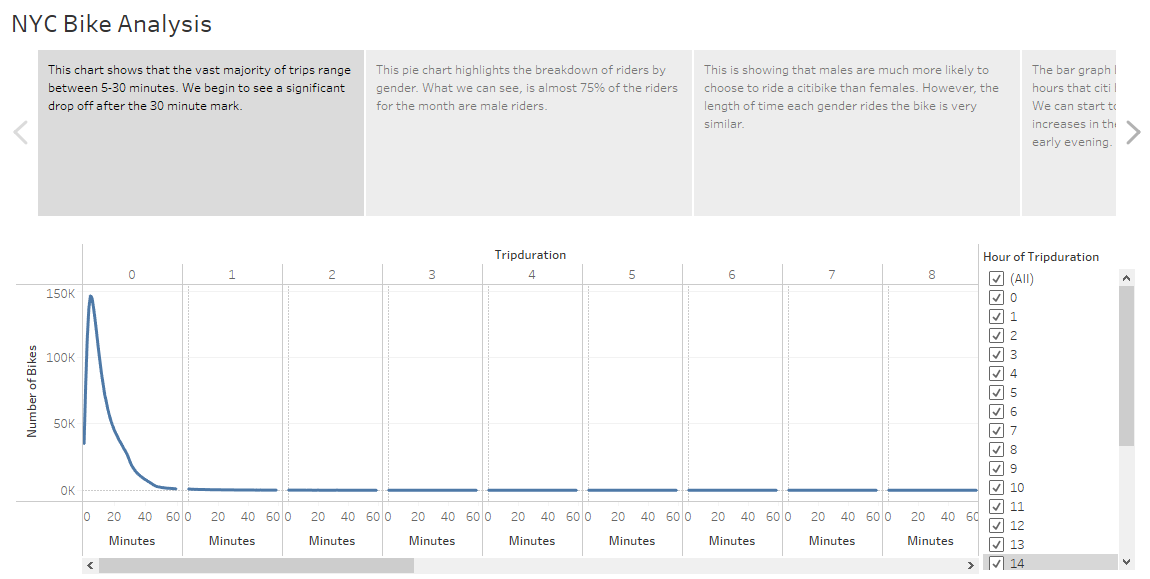 NYC Bike Analysis
This chart shows that the vast majority of trips range
between 5-30 minutes. We begin to see a significant
drop off after the 30 minute mark.
This pie chart highlights the breakdown of riders by
gender. What we can see, is almost 75% of the riders
for the month are male riders.
This is showing that males are much more likely to
choose to ride a citibike than females. However, the
length of time each gender rides the bike is very
similar.
The bar graph
hours that citi
We can start to
increases in the
early evening.
Tripduration
0 1 2 3 4 5 6 7 8
150K
100K
50K
0K
Number of Bikes
0 20 40 60 0 20 40 60 0 20 40 60 0 20 40 60 0 20 40 60 0 20 40 60 0 20 40 60 0 20 40 60 0 20 40 60
Minutes Minutes Minutes Minutes Minutes Minutes Minutes Minutes Minutes
Hour of Tripduration
(All)
0
1
2
3
4
5
6
7
8
9
10
11
12
13
14